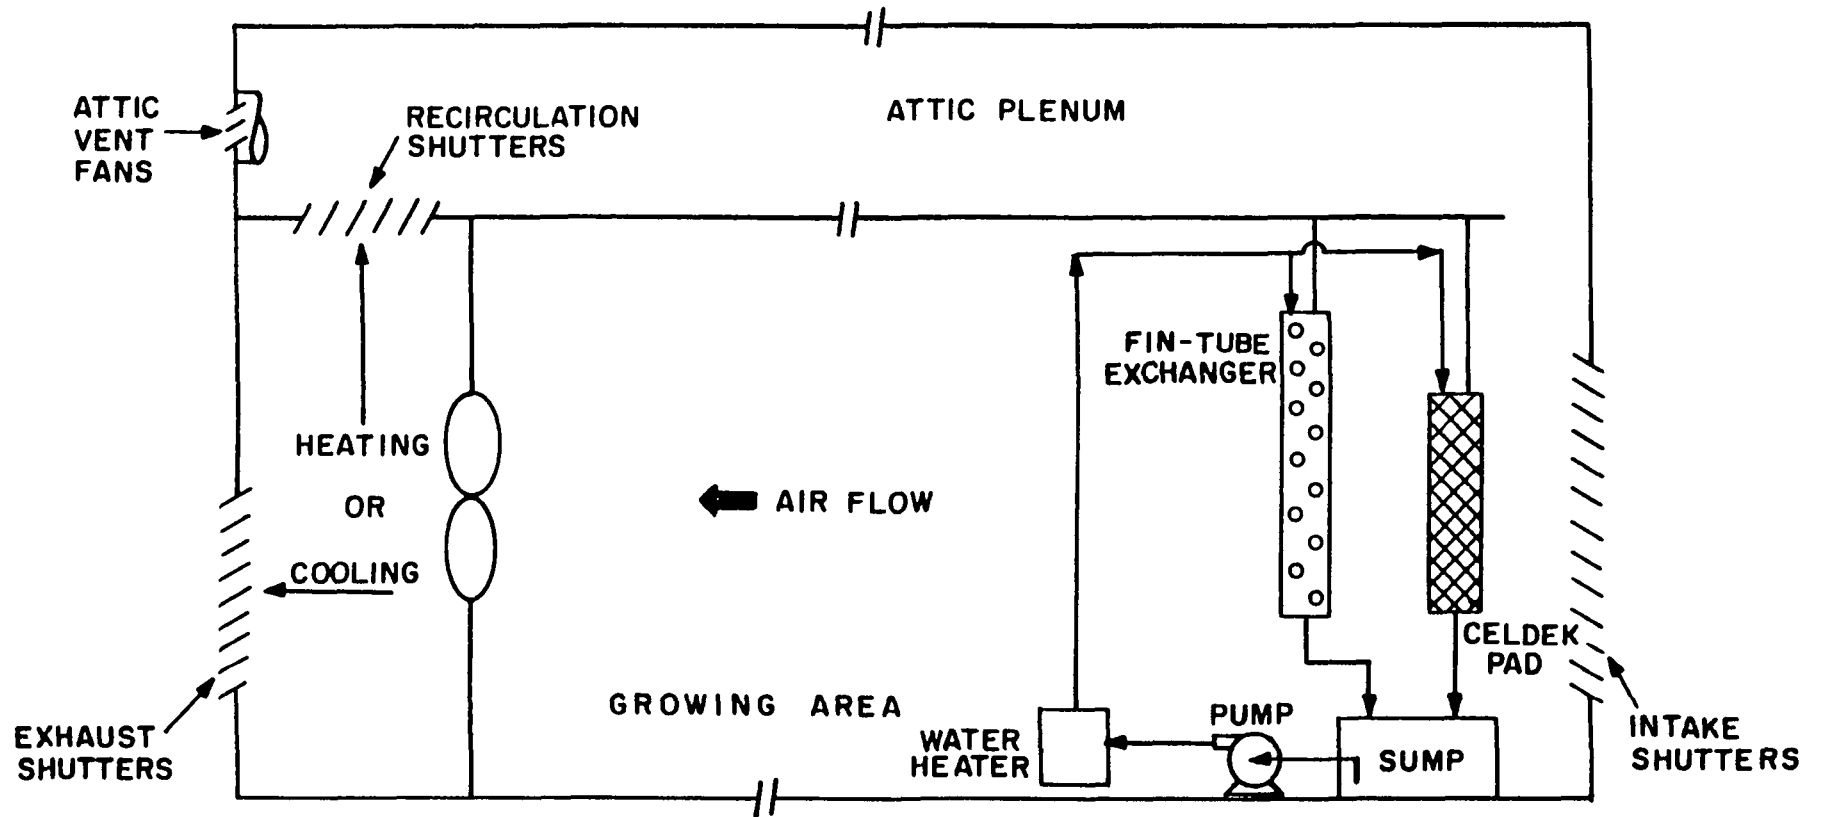 ATTIC
VENT
FANS
RECIRCULATION
SHUTTERS
ATTIC PLENUM
FIN-TUBE
EXCHANGER
HEATING
OR
COOLING
AIR FLOW
CELDEK
PAD
GROWING AREA
EXHAUST
SHUTTERS
WATER
HEATER
PUMP
SUMP
INTAKE
SHUTTERS